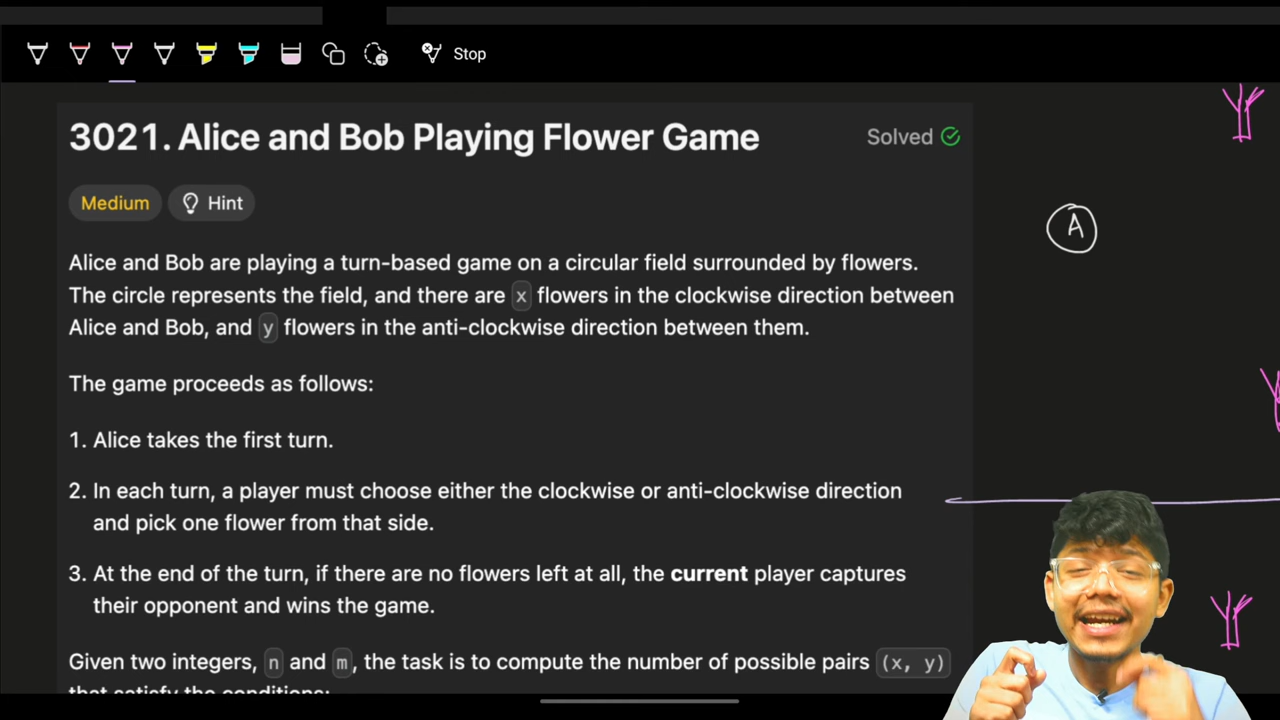 Stop
3021. Alice and Bob Playing Flower Game
Solved
Medium
Hint
A
Alice and Bob are playing a turn-based game on a circular field surrounded by flowers.
The circle represents the field, and there are x flowers in the clockwise direction between
Alice and Bob, and y flowers in the anti-clockwise direction between them.
The game proceeds as follows:
1. Alice takes the first turn.
2. In each turn, a player must choose either the clockwise or anti-clockwise direction
and pick one flower from that side.
3. At the end of the turn, if there are no flowers left at all, the current player captures
their opponent and wins the game.
Given two integers, n and m, the task is to compute the number of possible pairs (x, y)
that satisfy the conditions: